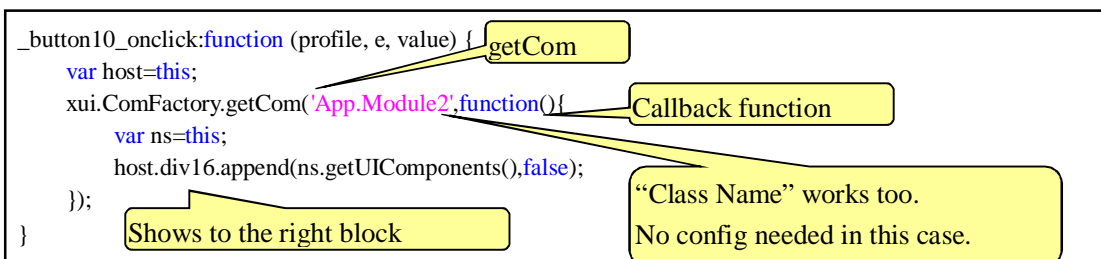 _button10_onclick:function (profile, e, value) {
getCom
var host=this;
xui.ComFactory.getCom('App.Module2',function(){
Callback function
var ns=this;
host.div16.append(ns.getUIComponents(),false);
});
“Class Name” works too.
No config needed in this case.
Shows to the right block
}